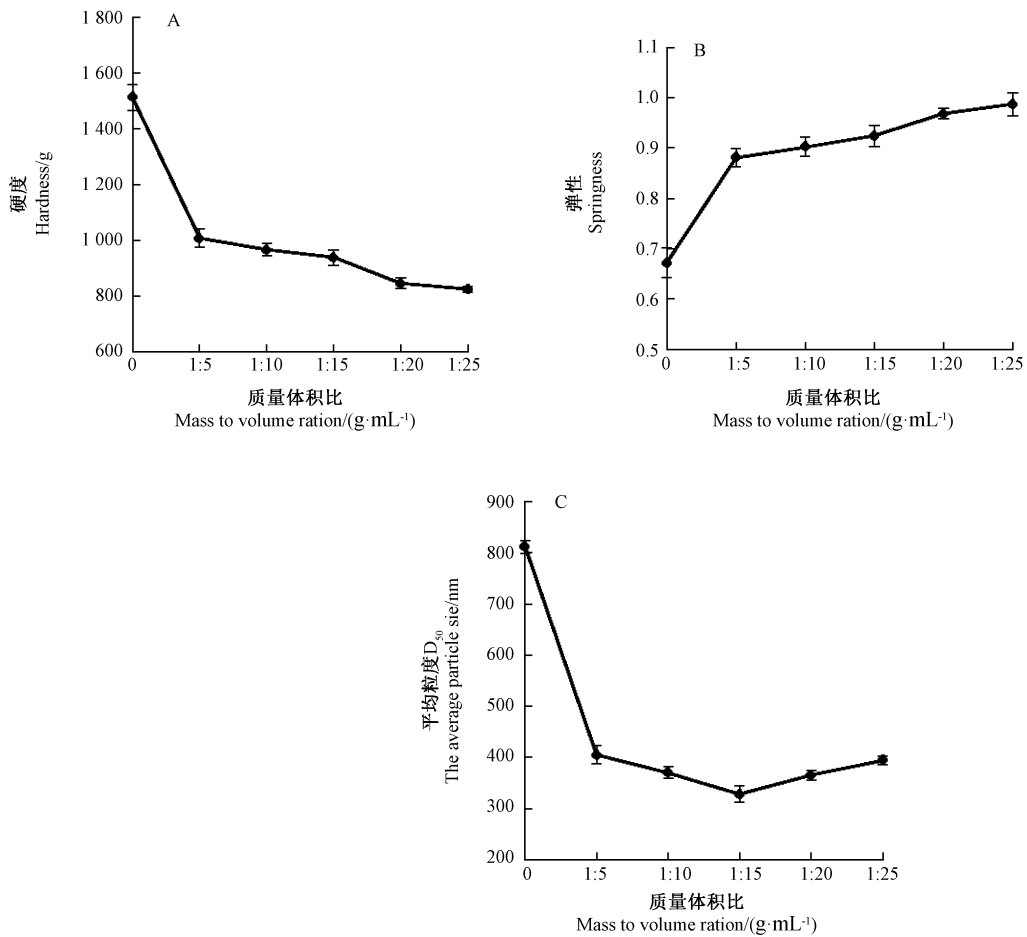 A
1 800
1 600
1 400
1 200
1 000
800
600
硬度
Hardness/g
0 1:5 1:10 1:15 1:20 1:25
质量体积比
Mass to volume ration/(g·mL-1)
B
1.1
1.0
0.9
0.8
0.7
0.6
0.5
弹性
Springness
0 1:5 1:10 1:15 1:20 1:25
质量体积比
Mass to volume ration/(g·mL-1)
C
900
800
700
600
500
400
300
200
平均粒度D50
The average particle sie/nm
0 1:5 1:10 1:15 1:20 1:25
质量体积比
Mass to volume ration/(g·mL-1)